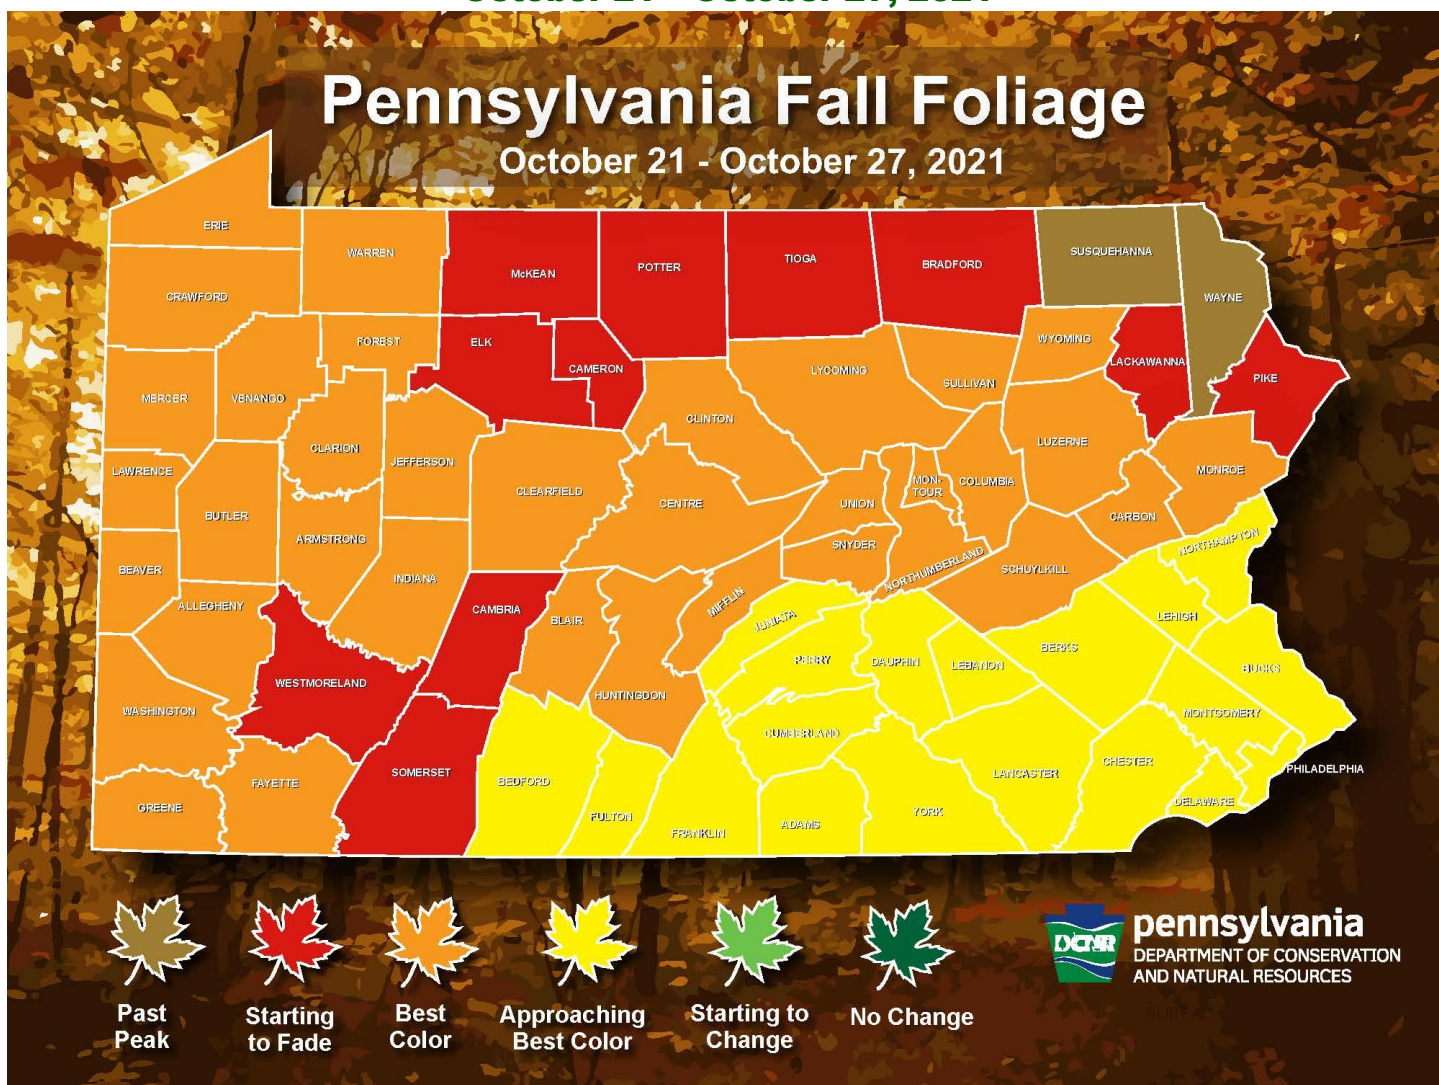 October 21 - October 27, 2021
Pennsylvania Fall Foliage
October 21 - October 27, 2021
ERIE
WARREN
McKEAN
POTTER
TIOGA
BRADFORD
SUSQUEHANNA
WAYNE
CRAWFORD
FOREST
ELK
CAMERON
WYOMING
LACKAWANNA
PIKE
MERCER
VENANGO
LYCOMING
SULLIVAN
CLINTON
CLARION
JEFFERSON
LUZERNE
LAWRENCE
MONROE
CLEARFIELD
CENTRE
UNION
MON-
TOUR
COLUMBIA
BUTLER
CARBON
ARMSTRONG
SNYDER
NORTHAMPTON
BEAVER
INDIANA
NORTHUMBERLAND
SCHUYLKILL
ALLEGHENY
CAMBRIA
BLAIR
MIFFLIN
JUNIATA
LEHIGH
PERRY
DAUPHIN
LEBANON
BERKS
BUCKS
WESTMORELAND
HUNTINGDON
WASHINGTON
CUMBERLAND
MONTGOMERY
SOMERSET
BEDFORD
LANCASTER
CHESTER
PHILADELPHIA
FAYETTE
GREENE
FULTON
FRANKLIN
ADAMS
YORK
DELAWARE
Past
Peak
Starting
to Fade
Best
Color
Approaching
Best Color
Starting to
Change
No Change
DCNR
pennsylvania
DEPARTMENT OF CONSERVATION
AND NATURAL RESOURCES